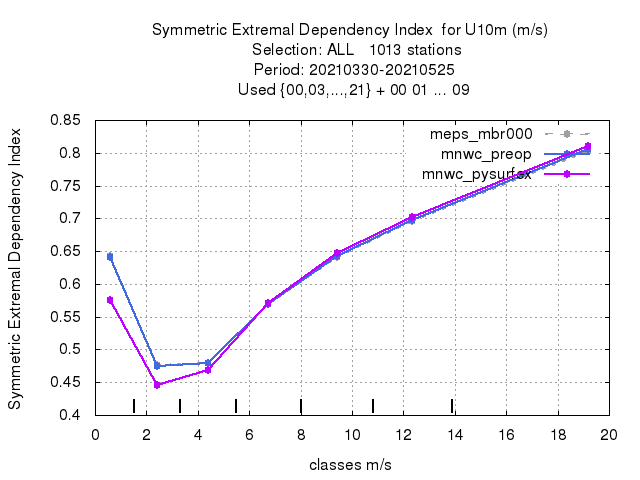 Symmetric Extremal Dependency Index  for U10m (m/s)
Selection: ALL   1013 stations
Period: 20210330-20210525
Used {00,03,...,21} + 00 01 ... 09
Symmetric Extremal Dependency Index
0.85
0.8
0.75
0.7
0.65
0.6
0.55
0.5
0.45
0.4
meps_mbr000
mnwc_preop
mnwc_pysurfex
0 2 4 6 8 10 12 14 16 18 20
classes m/s